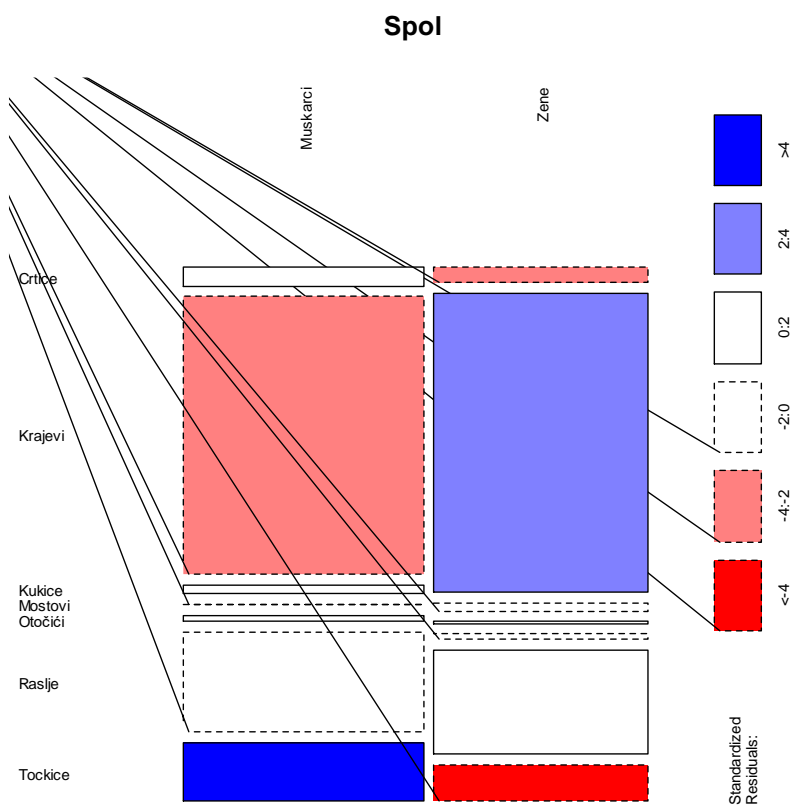 Spol
Muskarci
Zene
Crtice
Krajevi
Kukice
Mostovi
Otočići
Raslje
Tockice
>4
2:4
0:2
-2:0
-4:-2
<-4
Standardized
Residuals: